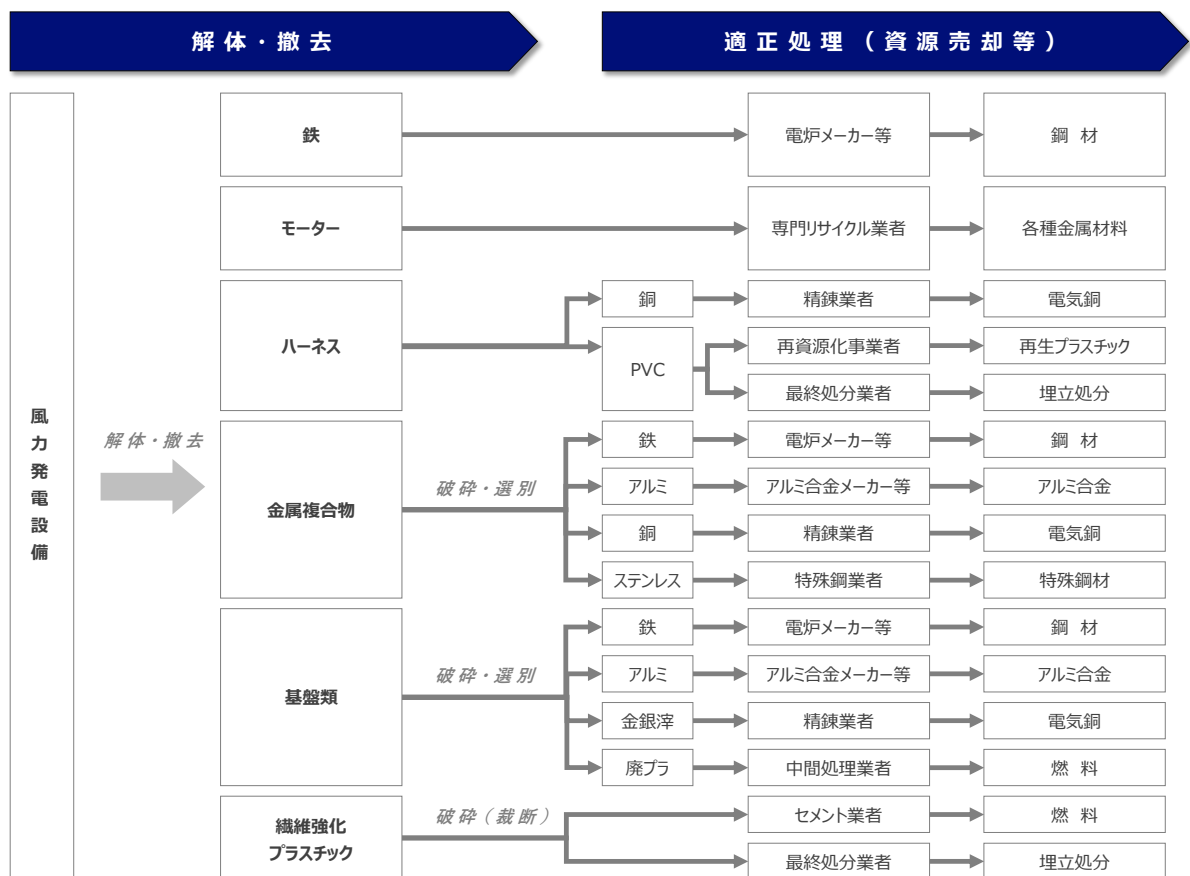 解体・撤去
適正処理（資源売却等）
風力発電設備
解体・撤去
鉄
電炉メーカー等
鋼 材
モーター
専門リサイクル業者
各種金属材料
ハーネス
銅
精錬業者
電気銅
PVC
再資源化事業者
再生プラスチック
最終処分業者
埋立処分
金属複合物
破砕・選別
鉄
電炉メーカー等
鋼 材
アルミ
アルミ合金メーカー等
アルミ合金
銅
精錬業者
電気銅
ステンレス
特殊鋼業者
特殊鋼材
基盤類
破砕・選別
鉄
電炉メーカー等
鋼 材
アルミ
アルミ合金メーカー等
アルミ合金
金銀滓
精錬業者
電気銅
廃プラ
中間処理業者
燃 料
繊維強化
プラスチック
破砕（裁断）
セメント業者
燃 料
最終処分業者
埋立処分